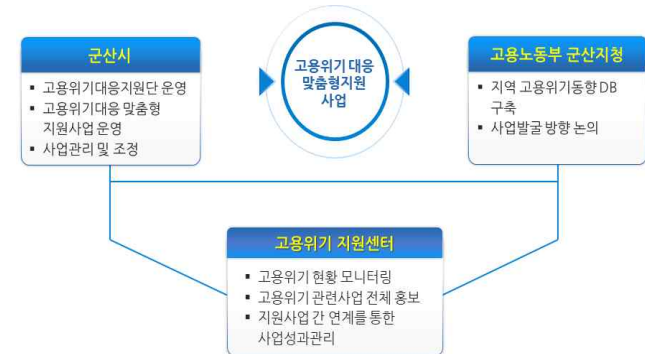 군산시
▪ 고용위기대응지원단 운영
▪ 고용위기대응 맞춤형
지원사업 운영
▪ 사업관리 및 조정
고용위기 대응
맞춤형지원
사업
고용노동부 군산지청
▪ 지역 고용위기동향 DB
구축
▪ 사업발굴 방향 논의
고용위기 지원센터
▪ 고용위기 현황 모니터링
▪ 고용위기 관련사업 전체 홍보
▪ 지원사업 간 연계를 통한
사업성과관리